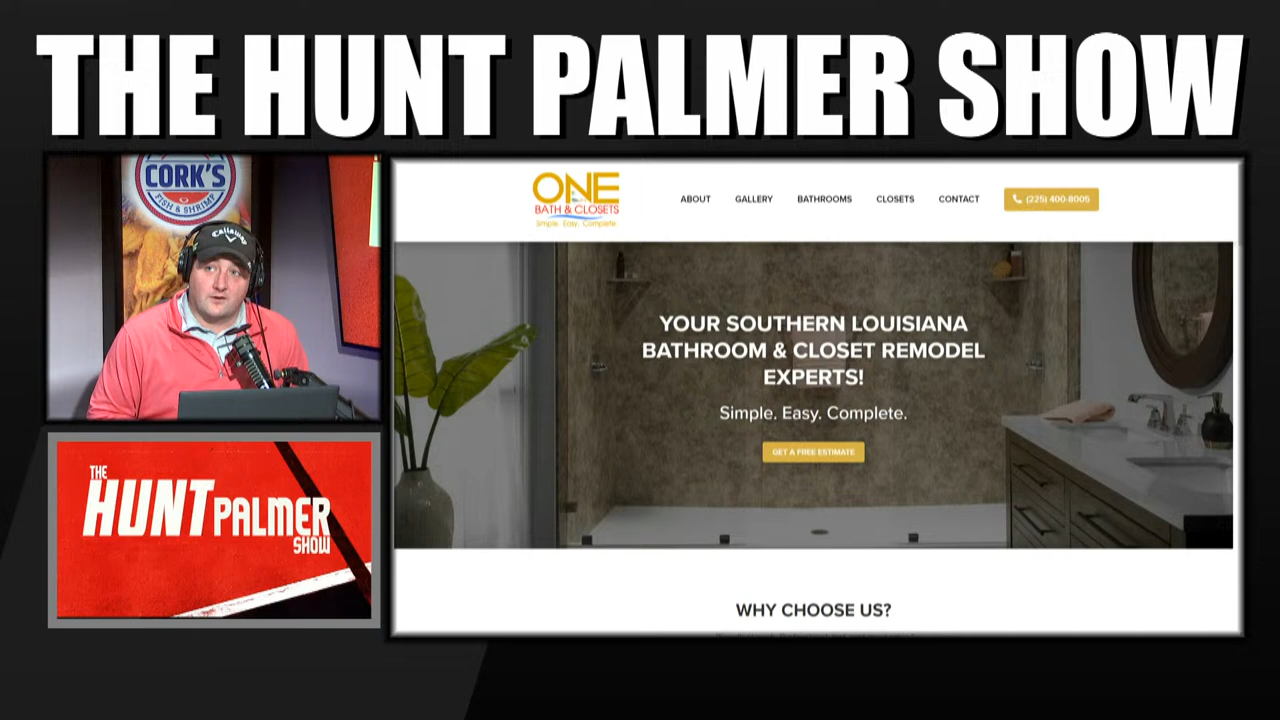 THE HUNT PALMER SHOW
CORK'S
FISH & SHRIMP
Callaway
THE
HUNT PALMER
SHOW
ONE
BATH & CLOSETS
Simple. Easy. Complete.
ABOUT GALLERY BATHROOMS CLOSETS CONTACT (225) 400-8005
YOUR SOUTHERN LOUISIANA
BATHROOM & CLOSET REMODEL
EXPERTS!
Simple. Easy. Complete.
GET A FREE ESTIMATE
WHY CHOOSE US?